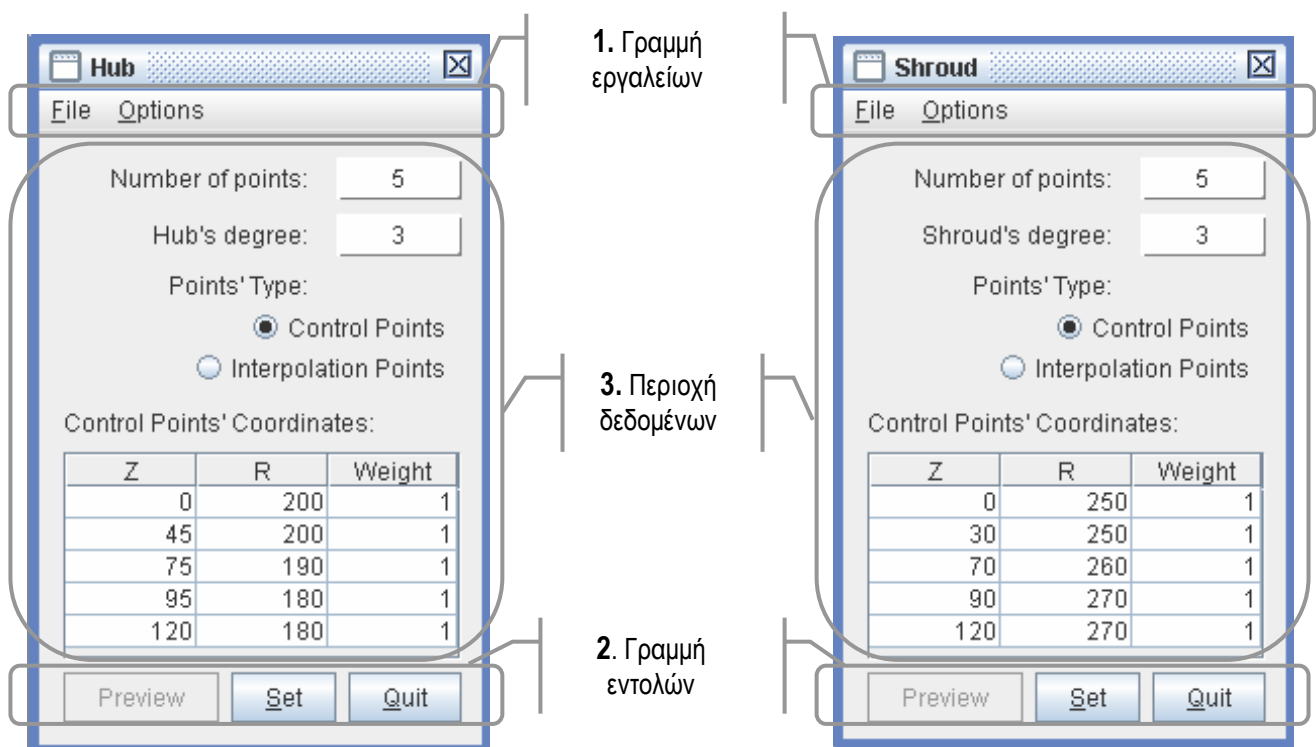 Hub
File Options
Number of points: 5
Hub's degree: 3
Points' Type:
Control Points
Interpolation Points
Control Points' Coordinates:
Z R Weight
0 200 1
45 200 1
75 190 1
95 180 1
120 180 1
Preview Set Quit
1. Γραμμή
εργαλείων
3. Περιοχή
δεδομένων
2. Γραμμή
εντολών
Shroud
File Options
Number of points: 5
Shroud's degree: 3
Points' Type:
Control Points
Interpolation Points
Control Points' Coordinates:
Z R Weight
0 250 1
30 250 1
70 260 1
90 270 1
120 270 1
Preview Set Quit